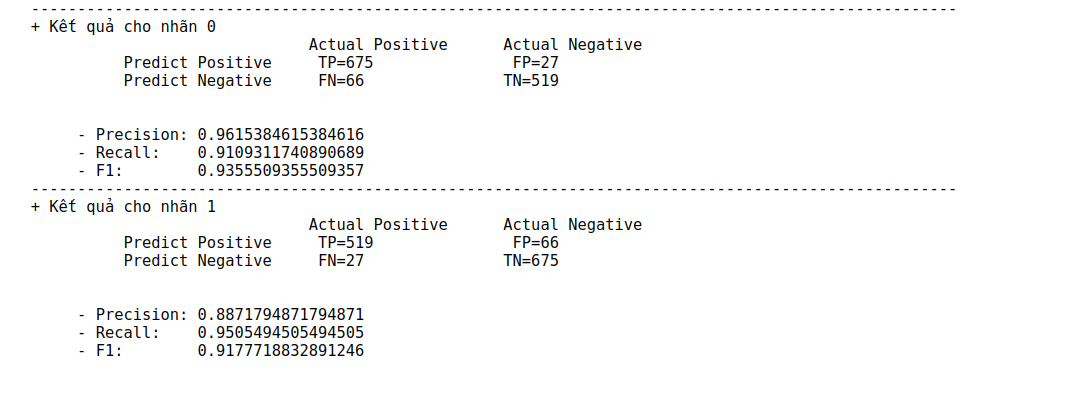 ----------------------------------------------------------------------------------------------------
+ Kết quả cho nhãn 0
Actual Positive Actual Negative
Predict Positive TP=675 FP=27
Predict Negative FN=66 TN=519
- Precision: 0.9615384615384616
- Recall: 0.9109311740890689
- F1: 0.9355509355509357
----------------------------------------------------------------------------------------------------
+ Kết quả cho nhãn 1
Actual Positive Actual Negative
Predict Positive TP=519 FP=66
Predict Negative FN=27 TN=675
- Precision: 0.8871794871794871
- Recall: 0.9505494505494505
- F1: 0.9177718832891246